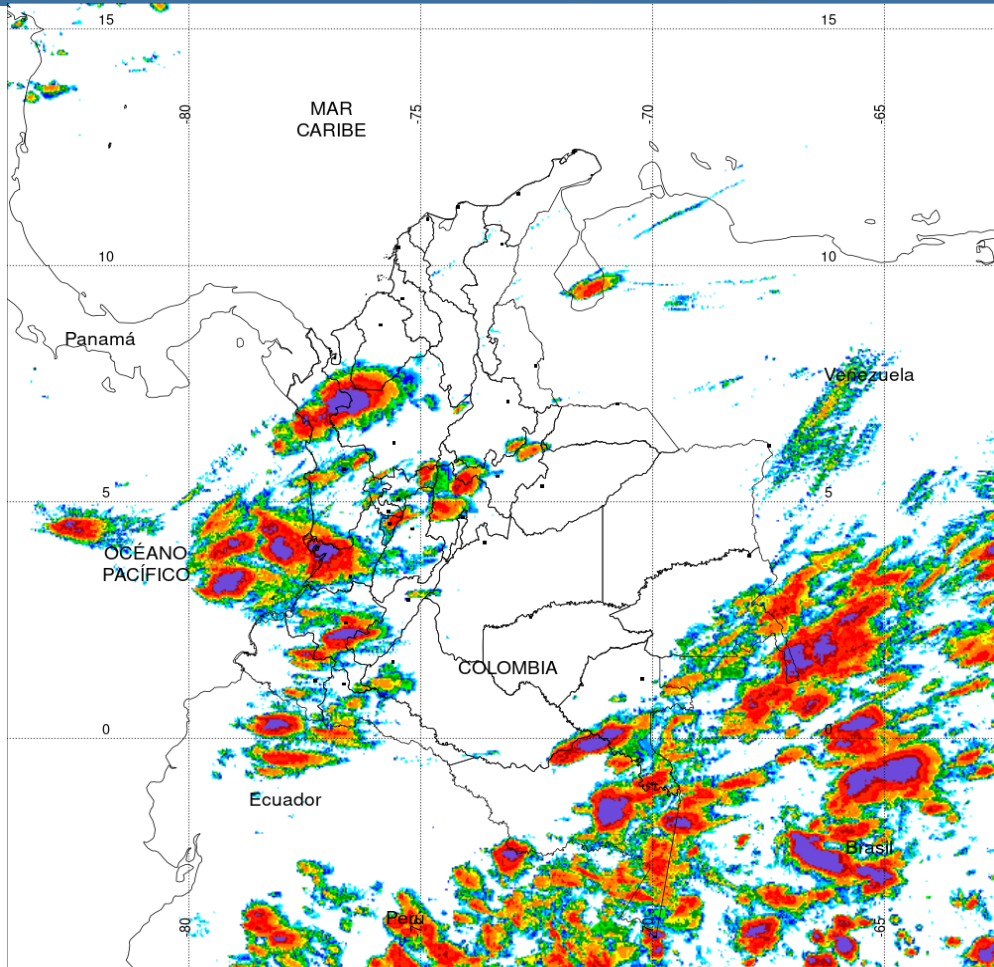 15
15
-80
-75
-70
-65
MAR
CARIBE
10
10
Panamá
Venezuela
5
5
OCÉANO
PACÍFICO
COLOMBIA
0
0
Ecuador
Brasil
Perú
-80
-65